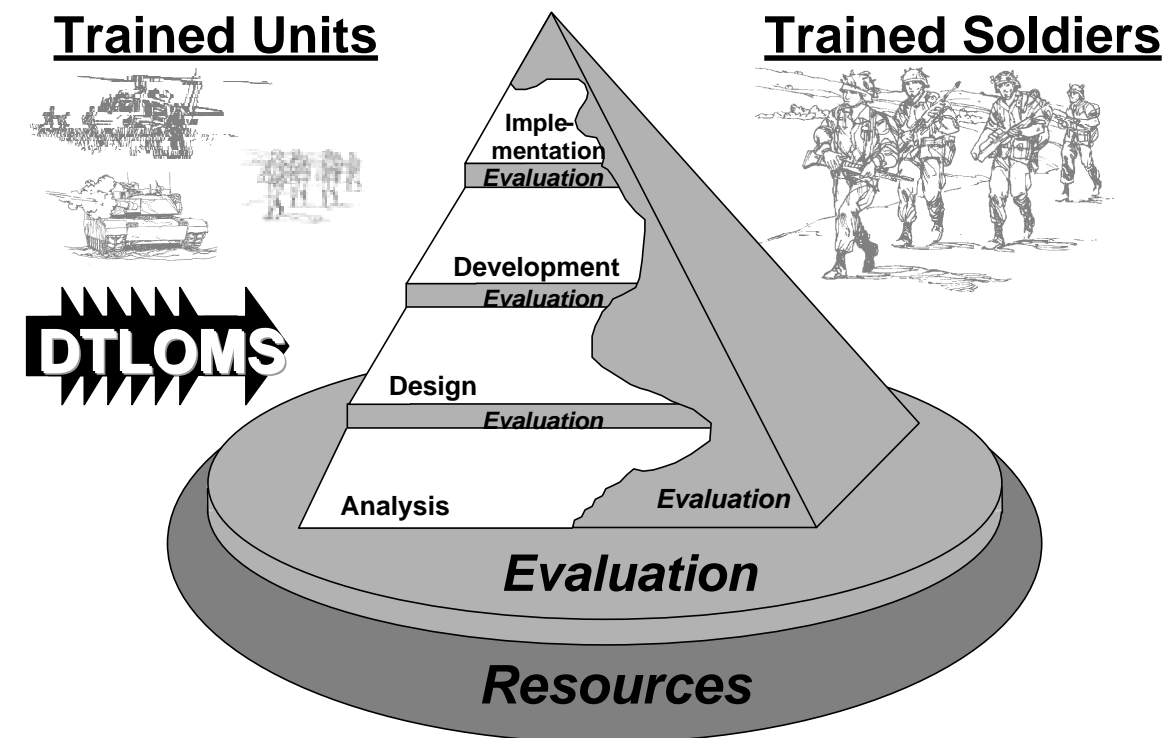 Trained Units
Trained Soldiers
Imple-
mentation
Evaluation
Development
Evaluation
DTLOMS
Design
Evaluation
Analysis
Evaluation
Evaluation
Resources